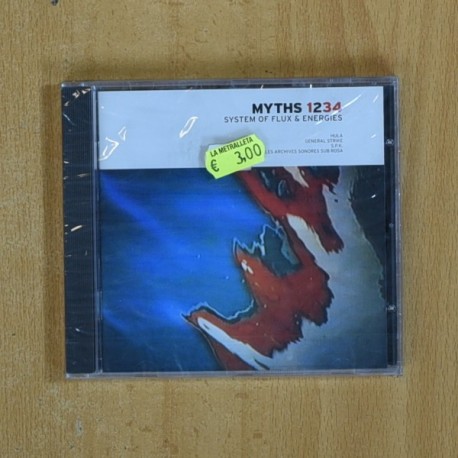 MYTHS 1234
SYSTEM OF FLUX & ENERGIES
HULA
GENERAL STRIKE
S.P.K.
LES ARCHIVES SONORES SUB ROSA
LA METRALLETA
€ 3,00